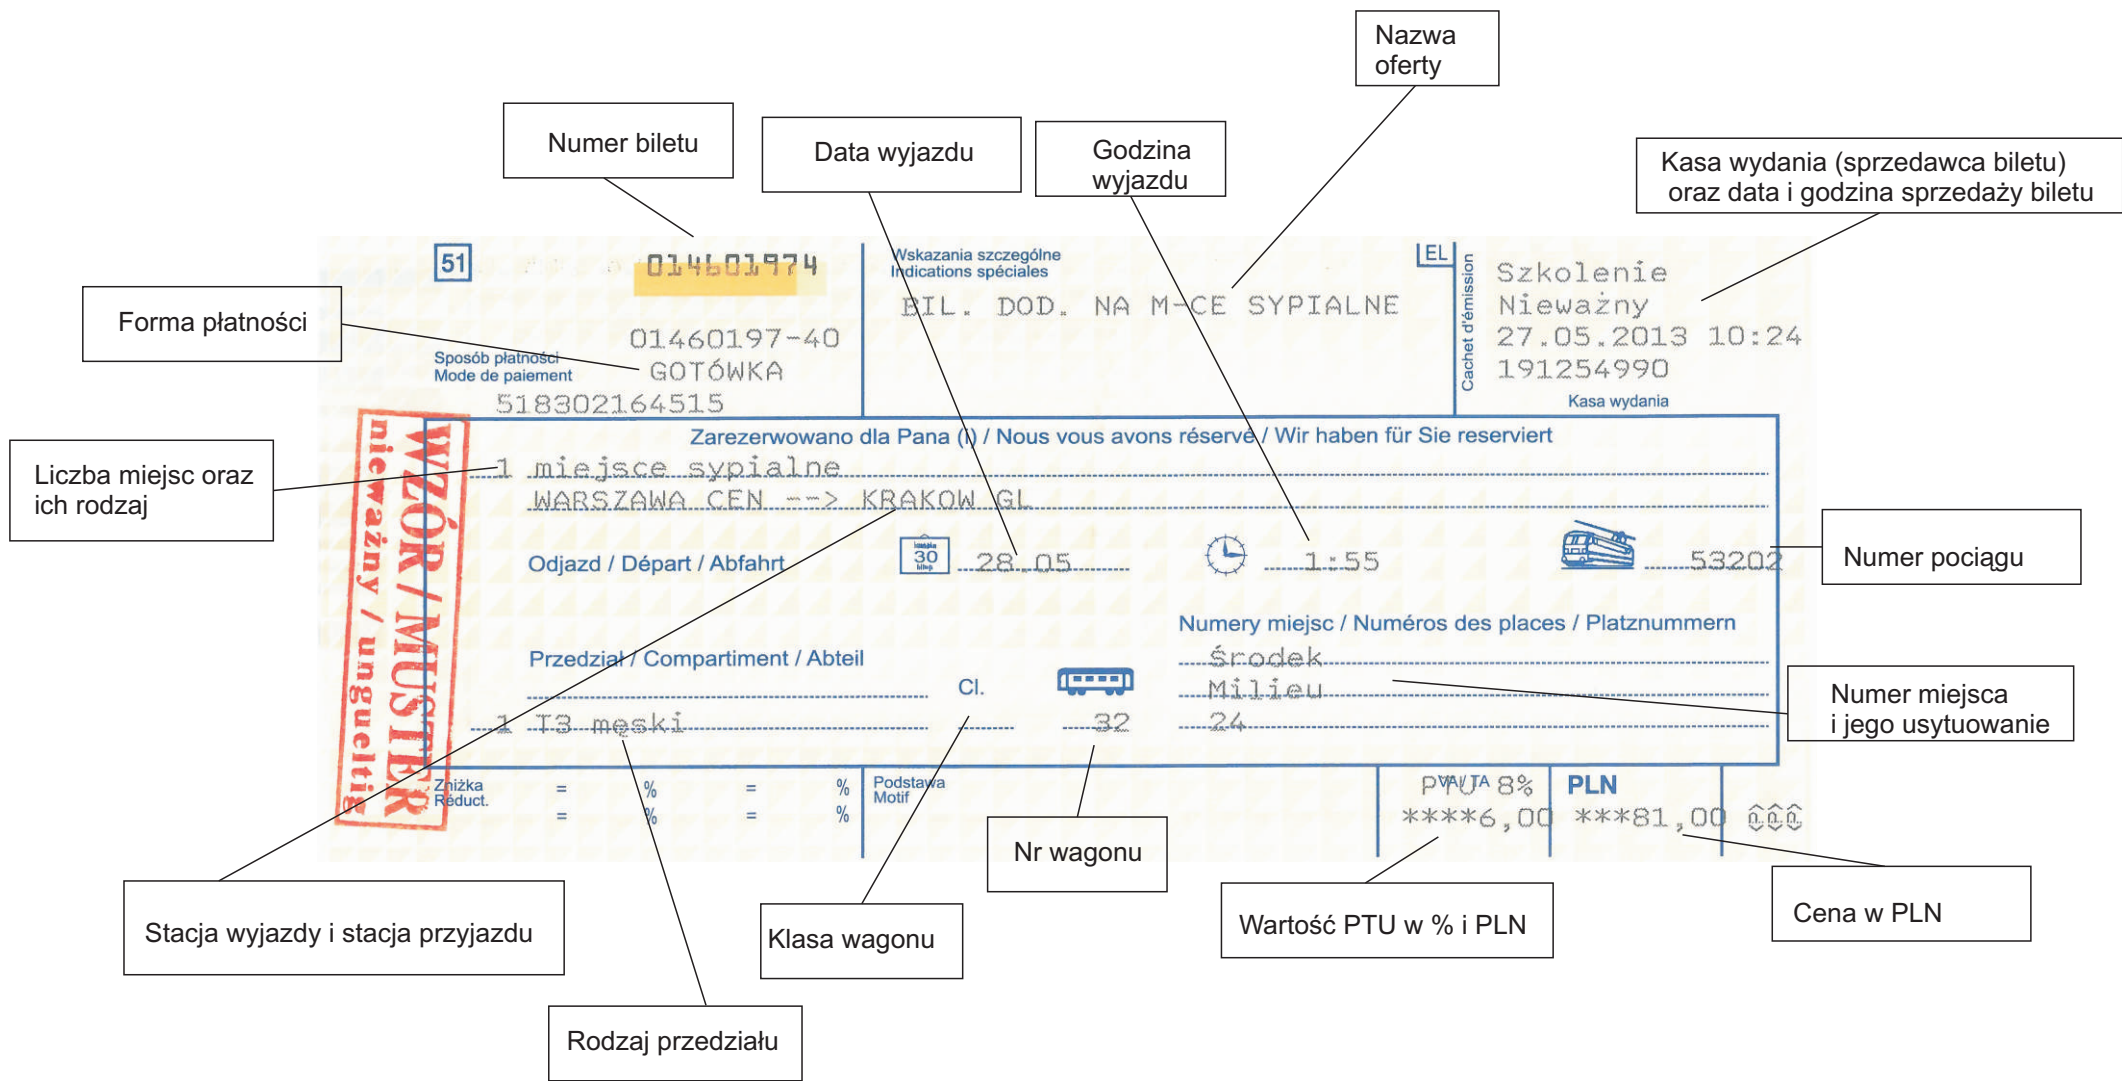 Nazwa
oferty
Numer biletu
Data wyjazdu
Godzina
wyjazdu
Kasa wydania (sprzedawca biletu)
oraz data i godzina sprzedaży biletu
51
014601974
Wskazania szczególne
Indications spéciales
EL
Cachet d'émission
Szkolenie
BIL. DOD. NA M-CE SYPIALNE
Nieważny
Forma płatności
01460197-40
27.05.2013 10:24
Sposób płatności
Mode de paiement
GOTÓWKA
191254990
518302164515
Kasa wydania
WZÓR / MUSTER
nieważny / ungueltig
Zarezerwowano dla Pana (i) / Nous vous avons réservé / Wir haben für Sie reserviert
Liczba miejsc oraz
ich rodzaj
1 miejsce sypialne
WARSZAWA CEN --> KRAKOW GL
Odjazd / Départ / Abfahrt
30
28.05
1:55
53202
Numer pociągu
Numery miejsc / Numéros des places / Platznummern
Przedział / Compartiment / Abteil
Środek
Cl.
Milieu
Numer miejsca
i jego usytuowanie
1 T3 męski
32
24
Zniżka
Réduct.
= % = %
= % = %
Podstawa
Motif
PTU 8%
PLN
****6,00
***81,00
Nr wagonu
Stacja wyjazdy i stacja przyjazdu
Klasa wagonu
Wartość PTU w % i PLN
Cena w PLN
Rodzaj przedziału